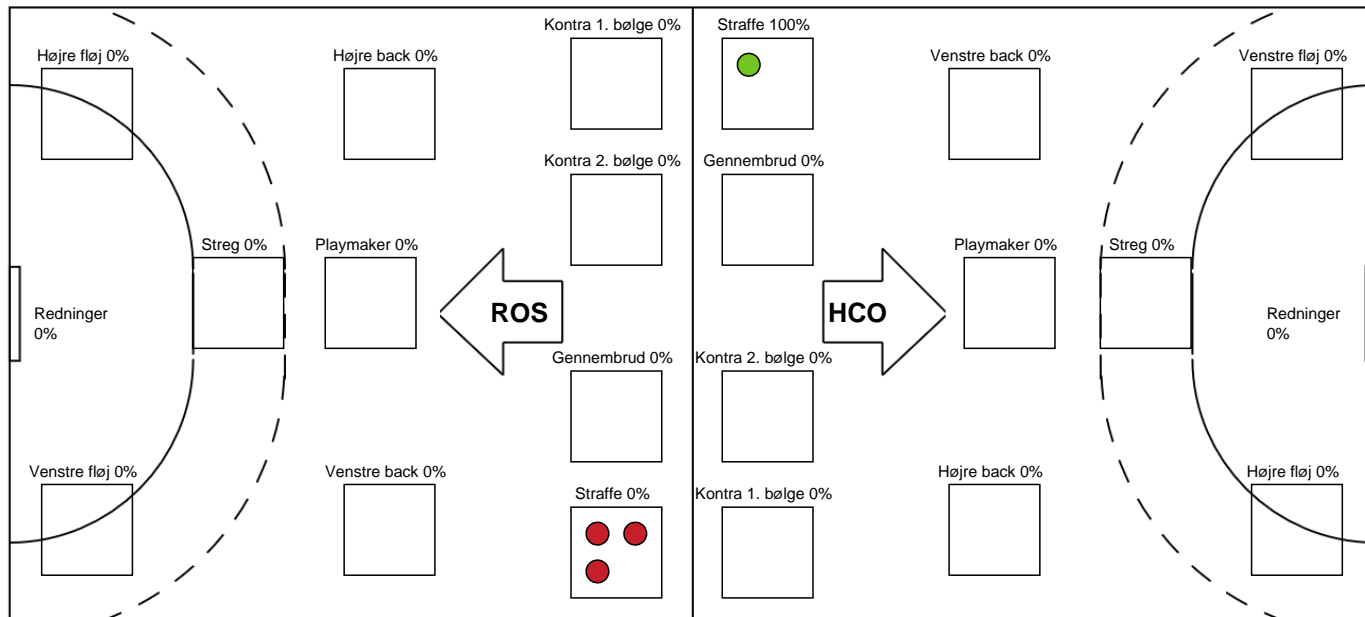 Kontra 1. bølge 0%
Straffe 100%
Højre fløj 0%
Højre back 0%
Venstre back 0%
Venstre fløj 0%
Kontra 2. bølge 0%
Gennembrud 0%
Streg 0%
Playmaker 0%
Playmaker 0%
Streg 0%
Redninger
0%
ROS
HCO
Redninger
0%
Gennembrud 0%
Kontra 2. bølge 0%
Venstre fløj 0%
Venstre back 0%
Straffe 0%
Kontra 1. bølge 0%
Højre back 0%
Højre fløj 0%